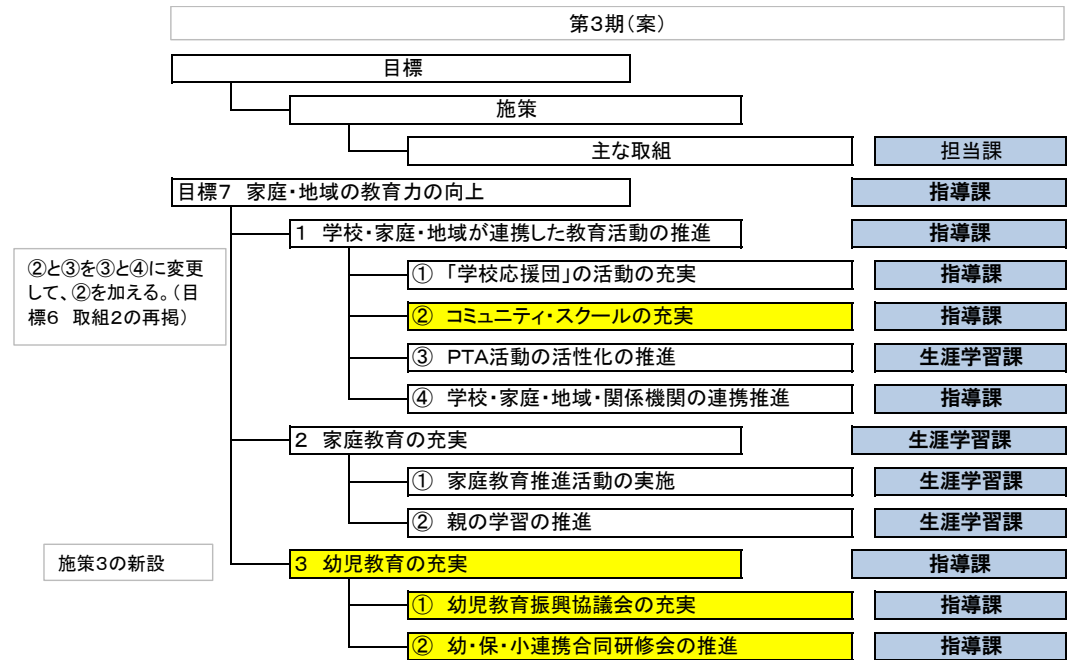 第3期(案)
目標
施策
主な取組
担当課
目標7 家庭・地域の教育力の向上
指導課
1 学校・家庭・地域が連携した教育活動の推進
指導課
②と③を③と④に変更
して、②を加える。(目
標6 取組2の再掲)
① 「学校応援団」の活動の充実
指導課
② コミュニティ・スクールの充実
指導課
③ PTA活動の活性化の推進
生涯学習課
④ 学校・家庭・地域・関係機関の連携推進
指導課
2 家庭教育の充実
生涯学習課
① 家庭教育推進活動の実施
生涯学習課
② 親の学習の推進
生涯学習課
施策3の新設
3 幼児教育の充実
指導課
① 幼児教育振興協議会の充実
指導課
② 幼・保・小連携合同研修会の推進
指導課